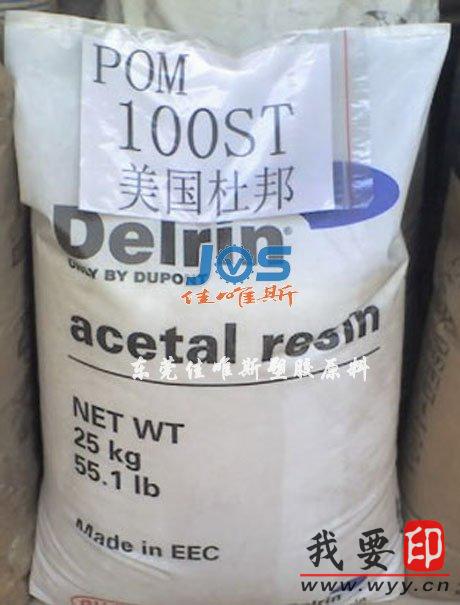 POM
100ST
美国杜邦
Delrin®
ONLY BY DUPONT
JOS
佳唯斯
acetal resin
东莞佳唯斯塑胶原料
NET WT
25 kg
55.1 lb
Made in EEC
我要印
www.wyy.cn